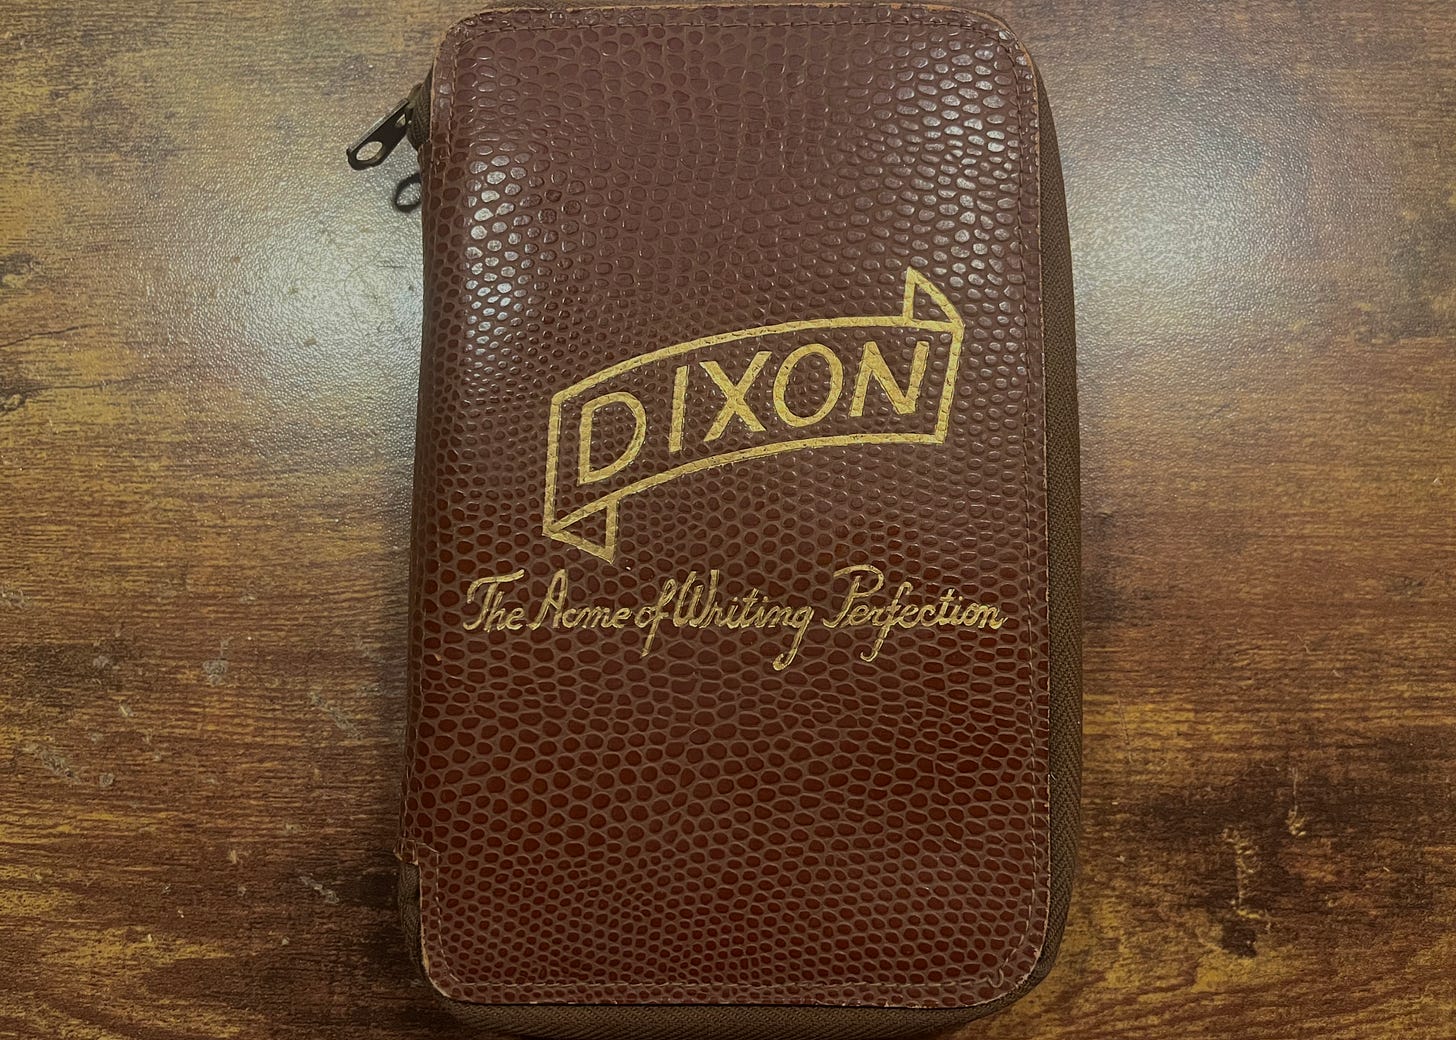 DIXON
The Acme of Writing Perfection